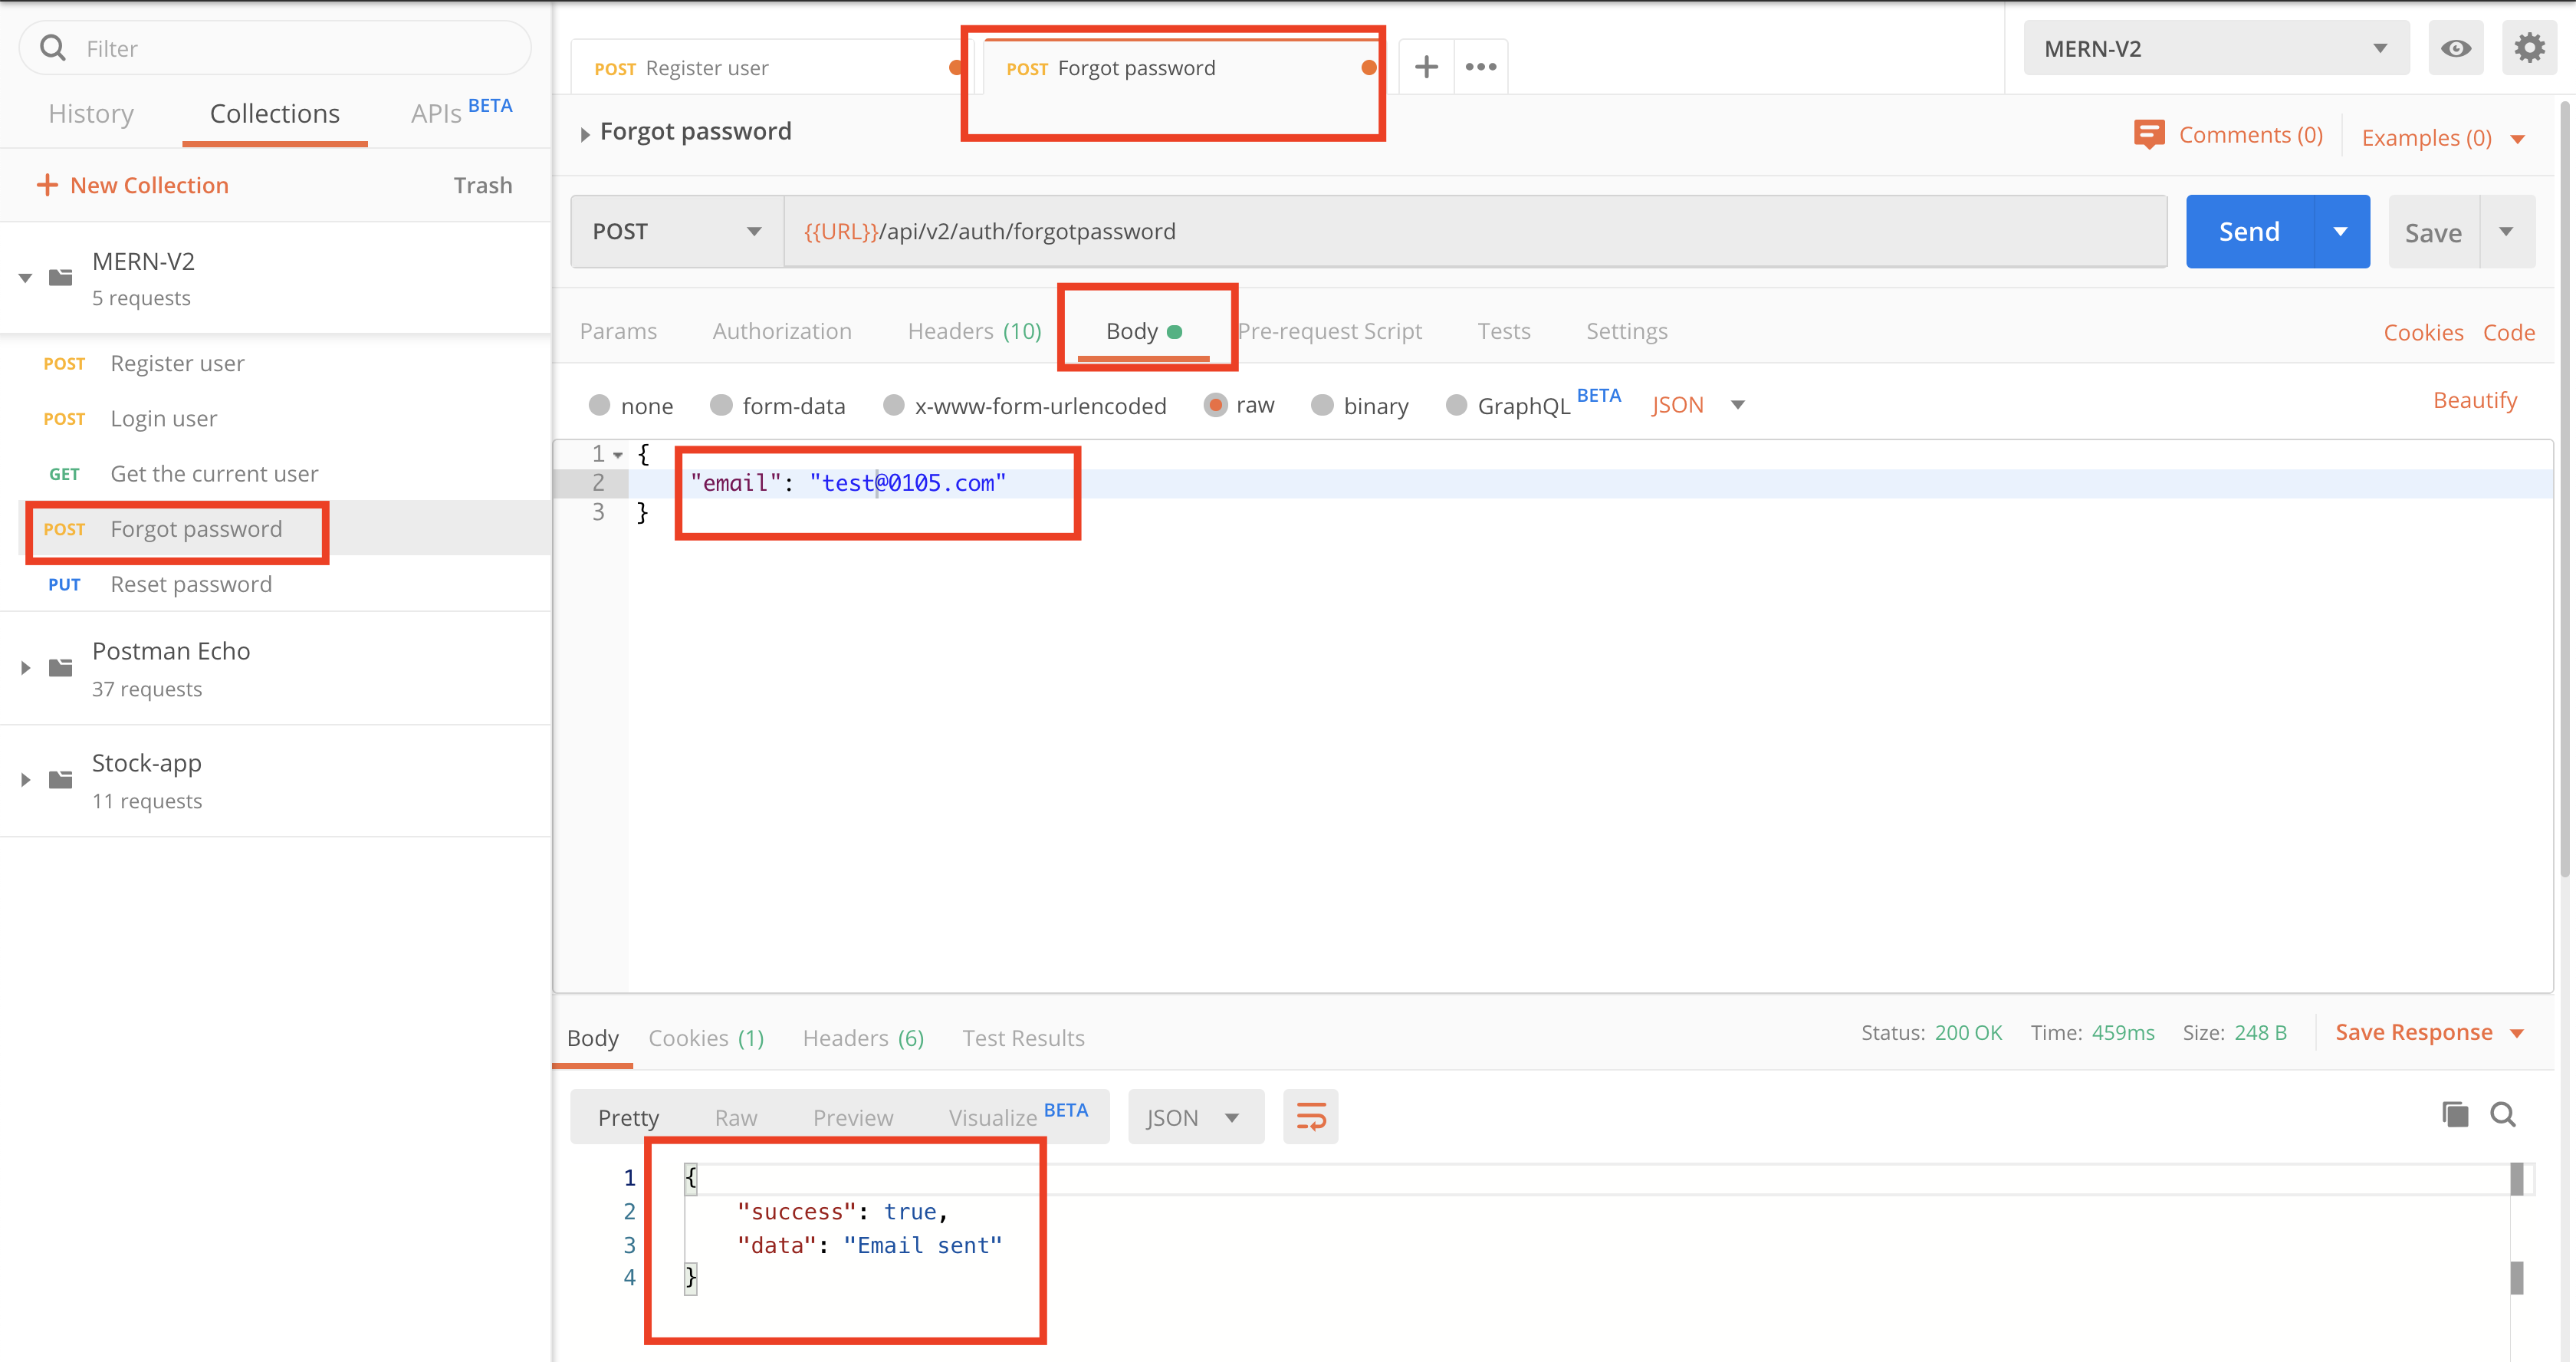 Filter
History Collections APIs BETA
+ New Collection Trash
MERN-V2
5 requests
POST Register user
POST Login user
GET Get the current user
POST Forgot password
PUT Reset password
Postman Echo
37 requests
Stock-app
11 requests
POST Register user POST Forgot password + •••
MERN-V2
Forgot password
Comments (0) Examples (0)
POST {{URL}}/api/v2/auth/forgotpassword Send Save
Params Authorization Headers (10) Body Pre-request Script Tests Settings Cookies Code
none form-data x-www-form-urlencoded raw binary GraphQL BETA JSON Beautify
1 {
2 "email": "test@0105.com"
3 }
Body Cookies (1) Headers (6) Test Results Status: 200 OK Time: 459ms Size: 248 B Save Response
Pretty Raw Preview Visualize BETA JSON
1 {
2 "success": true,
3 "data": "Email sent"
4 }